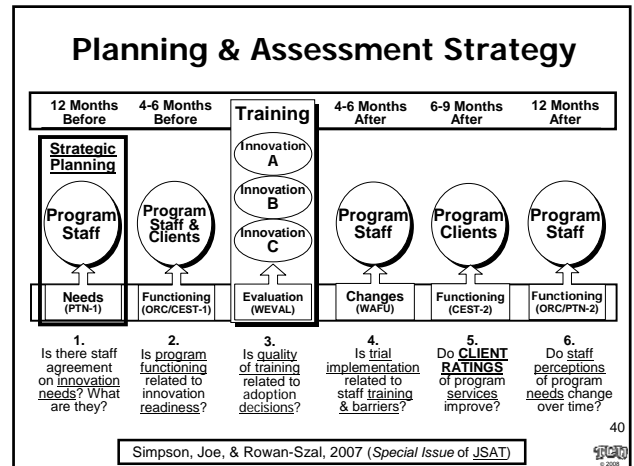 Planning & Assessment Strategy
12 Months
Before
4-6 Months
Before
Training
4-6 Months
After
6-9 Months
After
12 Months
After
Strategic
Planning
Program
Staff
Program
Staff &
Clients
Innovation
A
Innovation
B
Innovation
C
Program
Staff
Program
Clients
Program
Staff
Needs
(PTN-1)
Functioning
(ORC/CEST-1)
Evaluation
(WEVAL)
Changes
(WAFU)
Functioning
(CEST-2)
Functioning
(ORC/PTN-2)
1.
Is there staff
agreement
on innovation
needs? What
are they?
2.
Is program
functioning
related to
innovation
readiness?
3.
Is quality
of training
related to
adoption
decisions?
4.
Is trial
implementation
related to
staff training
& barriers?
5.
Do CLIENT
RATINGS
of program
services
improve?
6.
Do staff
perceptions
of program
needs change
over time?
40
Simpson, Joe, & Rowan-Szal, 2007 (Special Issue of JSAT)
TCU
© 2008